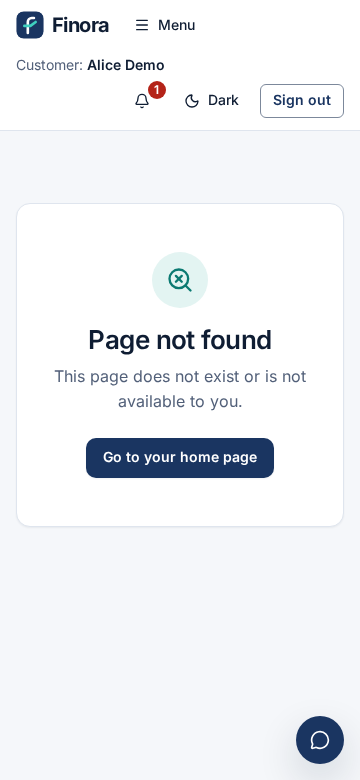 Finora
Menu
Customer: Alice Demo
1
Dark
Sign out
Page not found
This page does not exist or is not
available to you.
Go to your home page